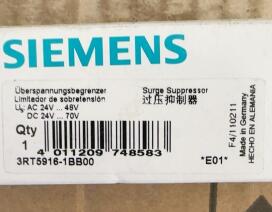 SIEMENS
Überspannungsbegrenzer
Limitador de sobretensión
Surge Suppressor
过压抑制器
AC 24V ... 48V
DC 24V ... 70V
Qty
1
4 011209 748583
3RT5916-1BB00
*E01*
F4/110211
Made in Germany
HECHO EN ALEMANIA